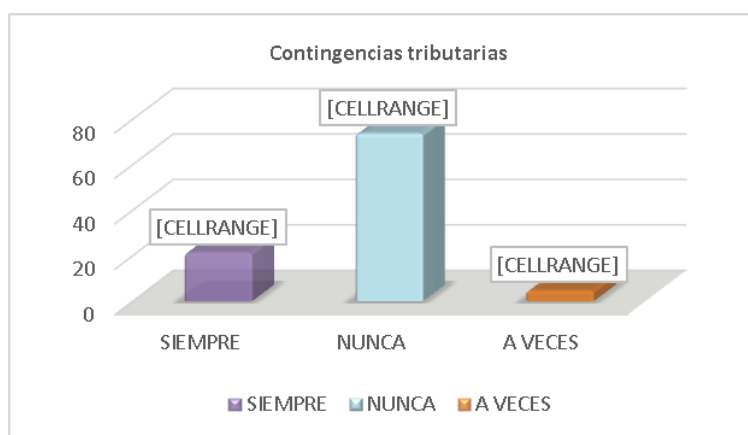 Contingencias tributarias
[CELLRANGE]
80
60
[CELLRANGE]
40
[CELLRANGE]
20
0
SIEMPRE NUNCA A VECES
SIEMPRE NUNCA A VECES